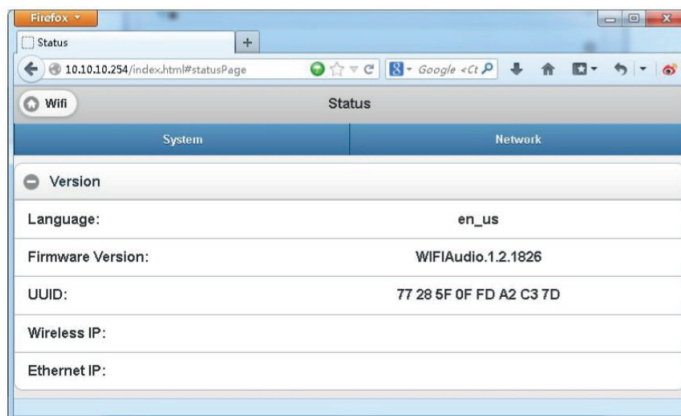 Firefox
Status
10.10.10.254/index.html#statusPage
Google <Ct
Wifi
Status
System
Network
Version
Language: en_us
Firmware Version: WIFIAudio.1.2.1826
UUID: 77 28 5F 0F FD A2 C3 7D
Wireless IP:
Ethernet IP: